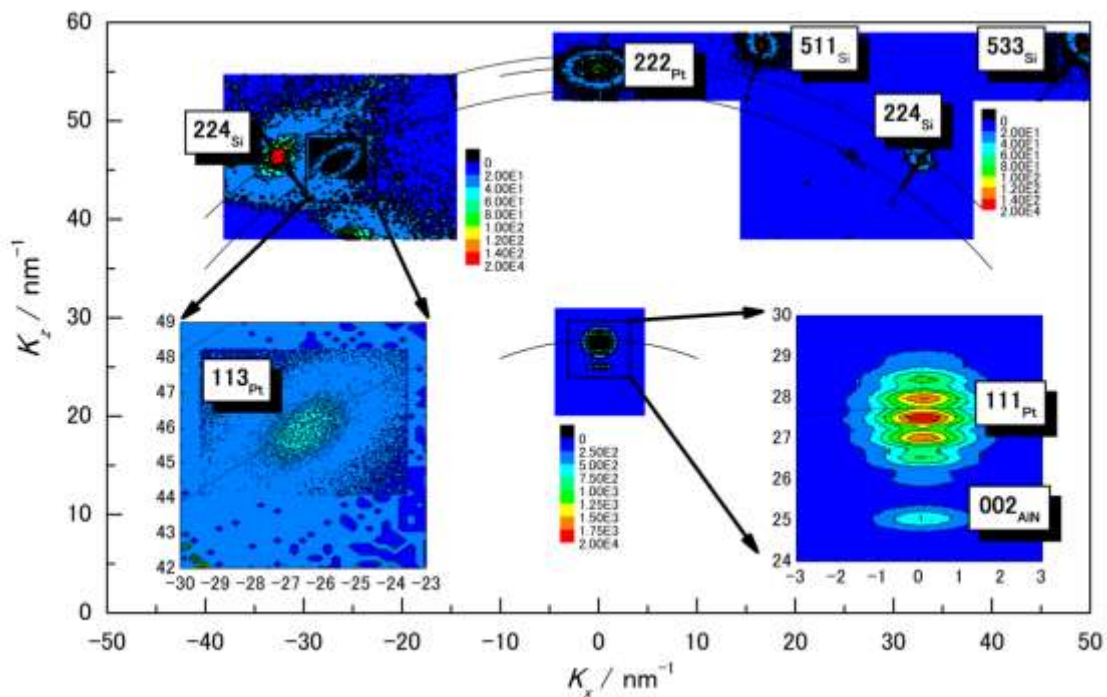 60
50
40
30
20
10
0
K_z / nm⁻¹
−50
−40
−30
−20
−10
0
10
20
30
40
50
K_x / nm⁻¹
224_Si
222_Pt
511_Si
533_Si
224_Si
0
2.00E1
4.00E1
6.00E1
8.00E1
1.00E2
1.20E2
1.40E2
2.00E4
0
2.00E1
4.00E1
6.00E1
8.00E1
1.00E2
1.20E2
1.40E2
2.00E4
49
48
47
46
45
44
43
42
113_Pt
−30 −29 −28 −27 −26 −25 −24 −23
0
2.50E2
5.00E2
7.50E2
1.00E3
1.25E3
1.50E3
1.75E3
2.00E4
30
29
28
27
26
25
24
111_Pt
002_AlN
−3 −2 −1 0 1 2 3